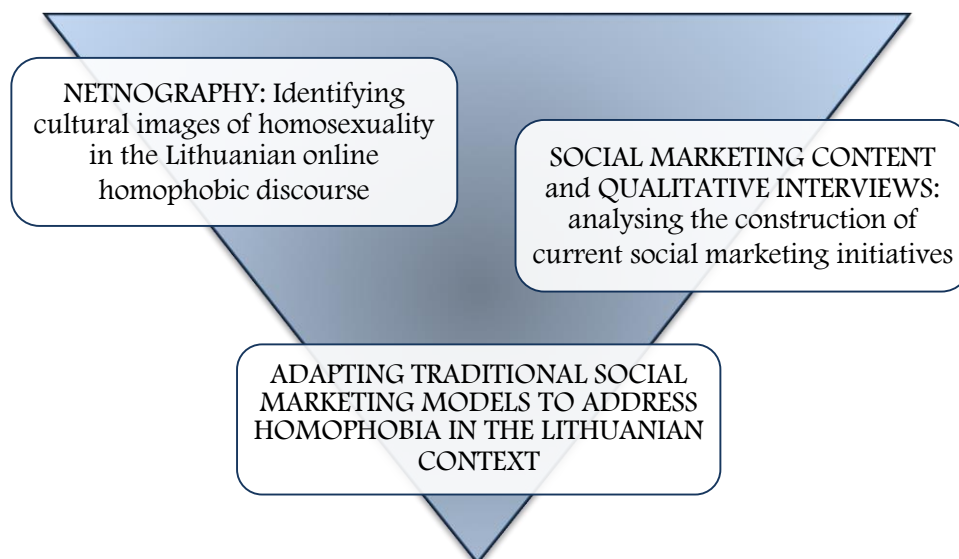 NETNOGRAPHY: Identifying
cultural images of homosexuality
in the Lithuanian online
homophobic discourse
SOCIAL MARKETING CONTENT
and QUALITATIVE INTERVIEWS:
analysing the construction of
current social marketing initiatives
ADAPTING TRADITIONAL SOCIAL
MARKETING MODELS TO ADDRESS
HOMOPHOBIA IN THE LITHUANIAN
CONTEXT